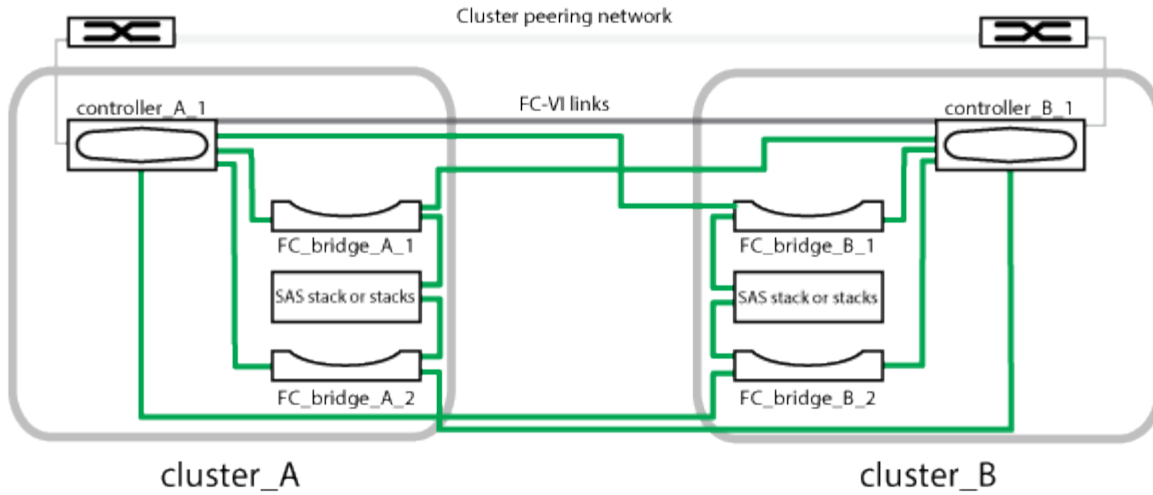 Cluster peering network
controller_A_1
FC-VI links
controller_B_1
FC_bridge_A_1
FC_bridge_B_1
SAS stack or stacks
SAS stack or stacks
FC_bridge_A_2
FC_bridge_B_2
cluster_A
cluster_B